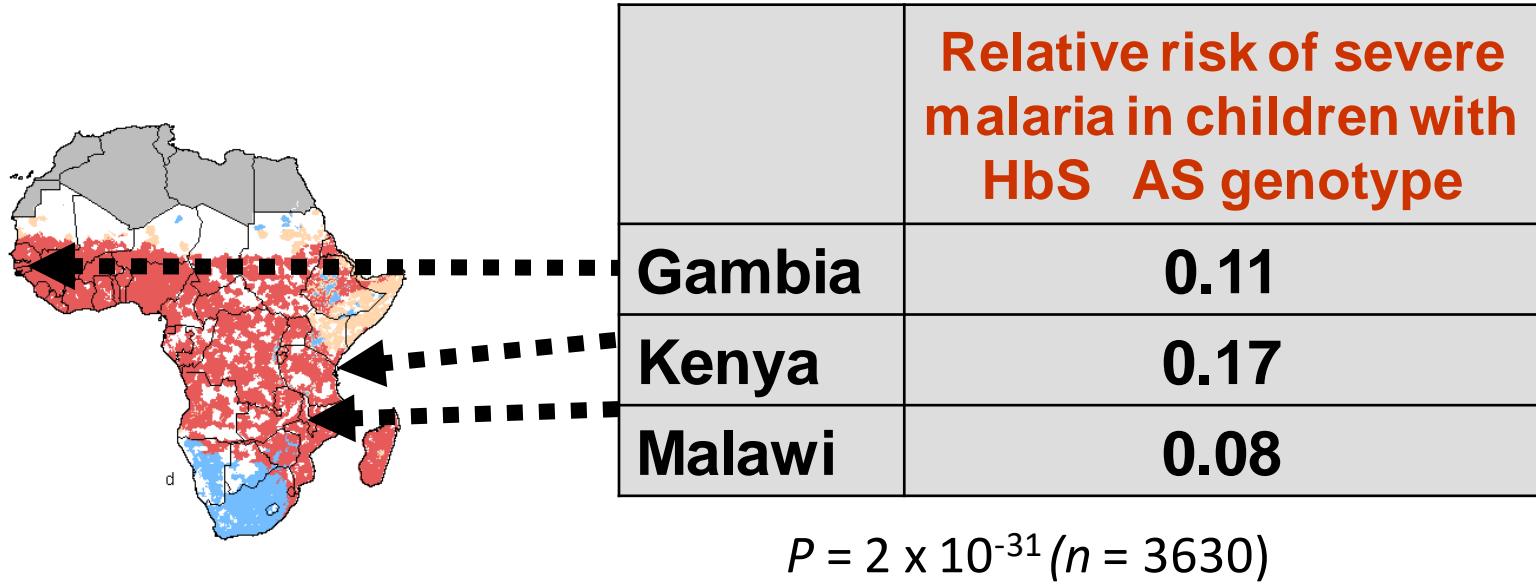 Relative risk of severe
malaria in children with
HbS AS genotype
Gambia 0.11
Kenya 0.17
Malawi 0.08
d
P = 2 x 10⁻³¹ (n = 3630)